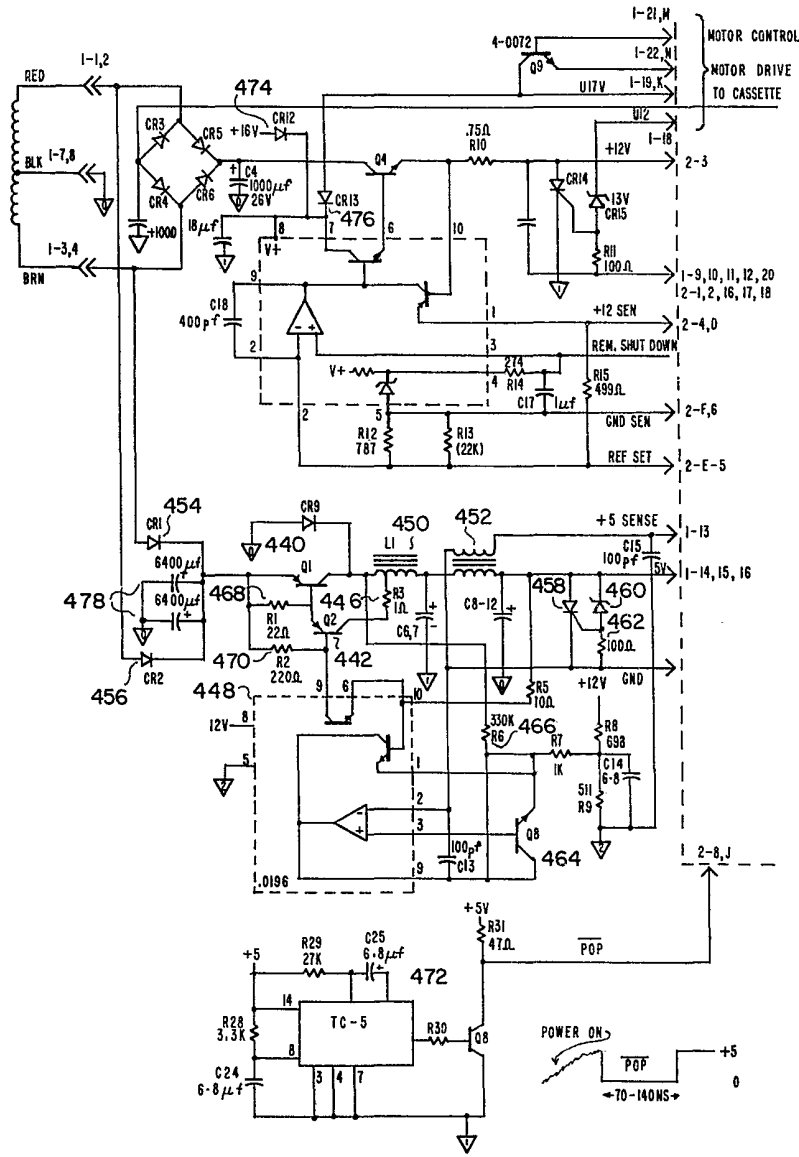 1-21,M
MOTOR CONTROL
4-0072
Q9
1-22,N
MOTOR DRIVE
1-1,2
RED
474
U17V
1-19,K
TO CASSETTE
CR12
+16V
U12
1-18
CR3
CR5
Q4
.75Ω
R10
+12V
2-3
BLK
1-7,8
CR4
CR6
+
C4
1000µf
26V
CR13
476
CR14
13V
CR15
+1000
18µf
8
7
6
10
V+
R11
100Ω
1-3,4
BRN
1-9,10,11,12,20
2-1,2,16,17,18
9
C18
400pf
1
+12 SEN
2-4,D
- +
2
3
REM. SHUT DOWN
V+
274
R14
4
R15
499Ω
C17
1µf
2
5
GND SEN
2-F,6
R12
787
R13
(22K)
REF SET
2-E-5
454
CR1
CR9
440
450
452
+5 SENSE
1-13
C15
100pf
5V
L1
Q1
1-14,15,16
6400µf
+
478
6400µf
+
468
446
R3
1Ω
458
460
R1
22Ω
Q2
+
C6,7
-
C8-12
+
462
100Ω
470
R2
220Ω
442
456
CR2
GND
448
9
6
10
R5
10Ω
+12V
330K
R6
466
R8
698
12V
8
R7
1K
C14
6-8
5
1
511
R9
2
2
-
+
3
Q8
464
100pf
C13
9
.0196
2-8,J
+5V
R31
47Ω
POP
C25
6.8µf
+
R29
27K
472
+5
14
TC-5
R28
3.3K
R30
Q8
8
POWER ON
+5
POP
0
C24
6-8µf
3
4
7
70-140NS
1